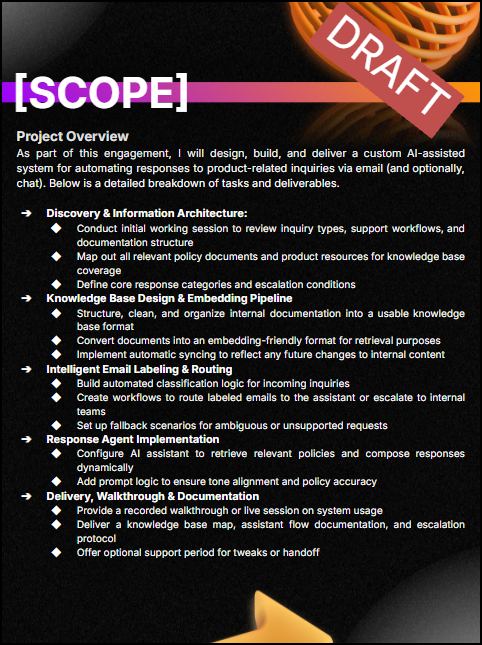 DRAFT
[SCOPE]
Project Overview
As part of this engagement, I will design, build, and deliver a custom AI-assisted
system for automating responses to product-related inquiries via email (and optionally,
chat). Below is a detailed breakdown of tasks and deliverables.
➔ Discovery & Information Architecture:
◆ Conduct initial working session to review inquiry types, support workflows, and
documentation structure
◆ Map out all relevant policy documents and product resources for knowledge base
coverage
◆ Define core response categories and escalation conditions
➔ Knowledge Base Design & Embedding Pipeline
◆ Structure, clean, and organize internal documentation into a usable knowledge
base format
◆ Convert documents into an embedding-friendly format for retrieval purposes
◆ Implement automatic syncing to reflect any future changes to internal content
➔ Intelligent Email Labeling & Routing
◆ Build automated classification logic for incoming inquiries
◆ Create workflows to route labeled emails to the assistant or escalate to internal
teams
◆ Set up fallback scenarios for ambiguous or unsupported requests
➔ Response Agent Implementation
◆ Configure AI assistant to retrieve relevant policies and compose responses
dynamically
◆ Add prompt logic to ensure tone alignment and policy accuracy
➔ Delivery, Walkthrough & Documentation
◆ Provide a recorded walkthrough or live session on system usage
◆ Deliver a knowledge base map, assistant flow documentation, and escalation
protocol
◆ Offer optional support period for tweaks or handoff